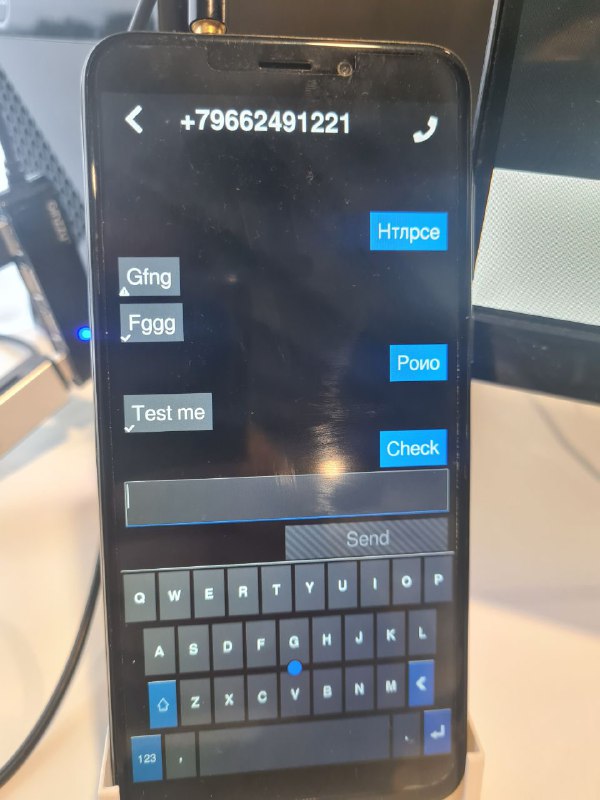 +79662491221
Нтлрсе
Gfng
Fggg
Роио
Test me
Check
Send
Q W E R T Y U I O P
A S D F G H J K L
Z X C V B N M
123 , .